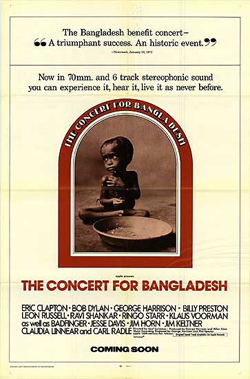 The Bangladesh benefit concert–
“A triumphant success. An historic event.”
Now in 70mm. and 6 track stereophonic sound
you can experience it, hear it, live it as never before.
THE CONCERT FOR BANGLADESH
apple presents
THE CONCERT FOR BANGLADESH
ERIC CLAPTON • BOB DYLAN • GEORGE HARRISON • BILLY PRESTON
LEON RUSSELL • RAVI SHANKAR • RINGO STARR • KLAUS VOORMAN
as well as BADFINGER • JESSE DAVIS • JIM HORN • JIM KELTNER
CLAUDIA LINNEAR and CARL RADLE
COMING SOON